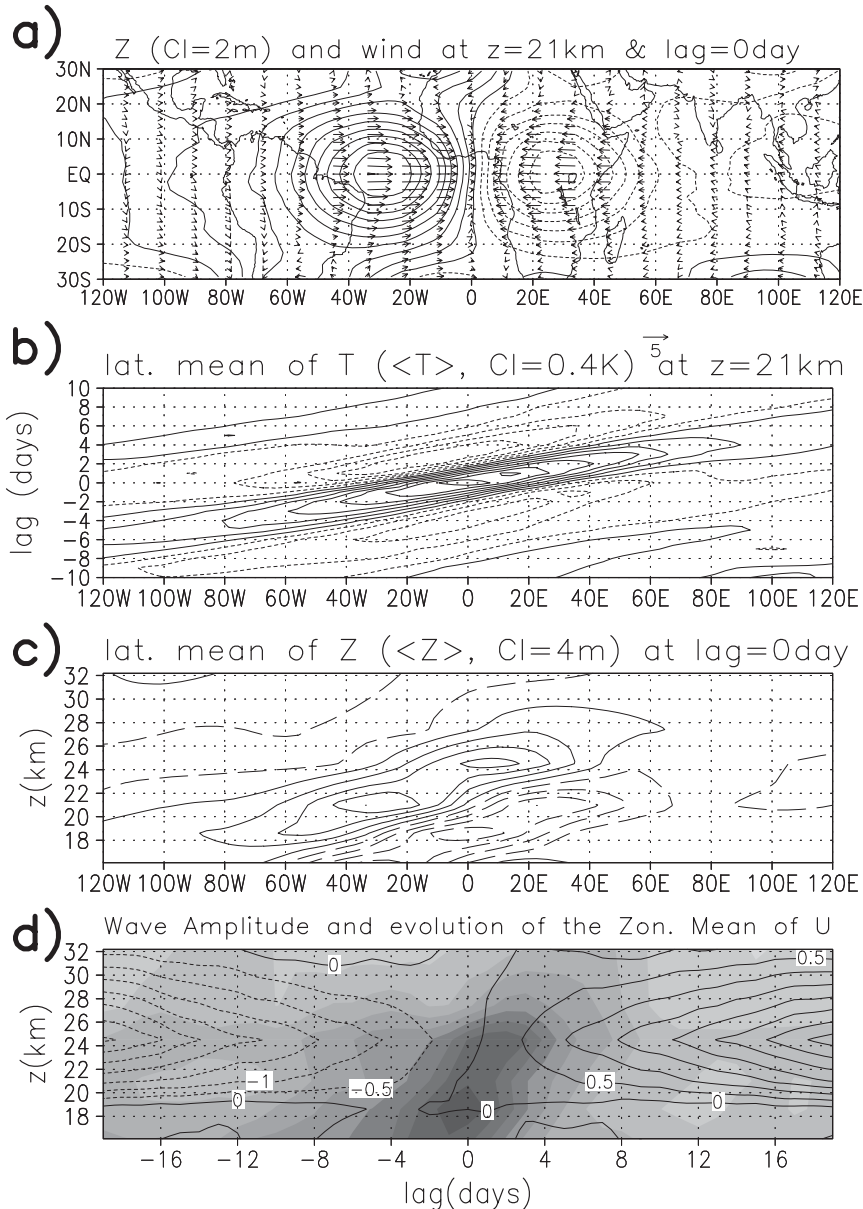 a)
Z (CI=2m) and wind at z=21km & lag=0day
30N
20N
10N
EQ
10S
20S
30S
120W 100W 80W 60W 40W 20W 0 20E 40E 60E 80E 100E 120E
5
b)
lat. mean of T (<T>, CI=0.4K) at z=21km
lag (days)
10
8
6
4
2
0
-2
-4
-6
-8
-10
120W 100W 80W 60W 40W 20W 0 20E 40E 60E 80E 100E 120E
c)
lat. mean of Z (<Z>, CI=4m) at lag=0day
z(km)
32
30
28
26
24
22
20
18
120W 100W 80W 60W 40W 20W 0 20E 40E 60E 80E 100E 120E
d)
Wave Amplitude and evolution of the Zon. Mean of U
z(km)
32
30
28
26
24
22
20
18
0
0.5
-1
-0.5
0.5
0
0
0
-16 -12 -8 -4 0 4 8 12 16
lag(days)